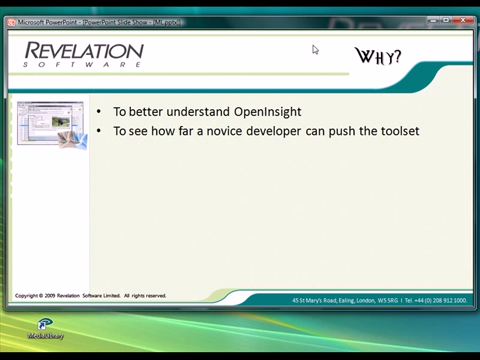 Microsoft PowerPoint - [PowerPoint Slide Show - [MI.pptx]]
REVELATION
SOFTWARE
WHY?
• To better understand OpenInsight
• To see how far a novice developer can push the toolset
Copyright © 2009 Revelation Software Limited. All rights reserved.
45 St Mary's Road, Ealing, London, W5 5RG I Tel. +44 (0) 208 912 1000.
MediaLibrary